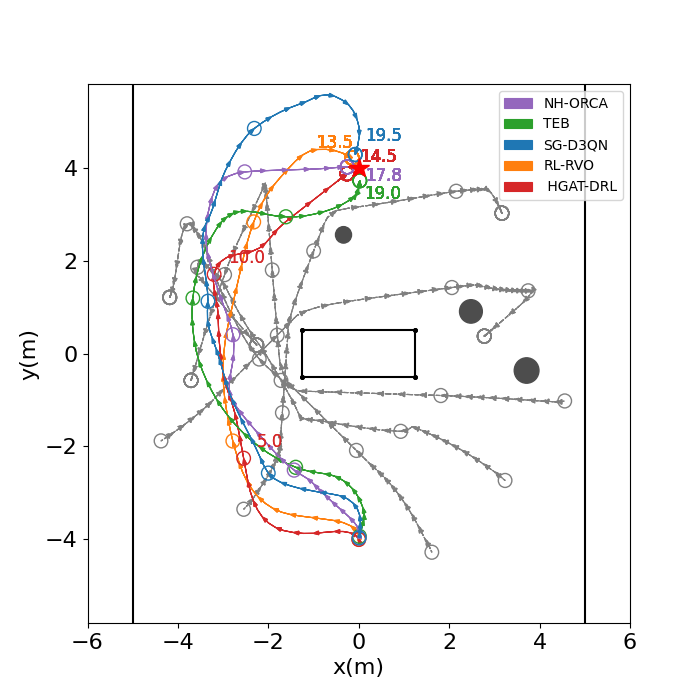 NH-ORCA
TEB
SG-D3QN
RL-RVO
HGAT-DRL
13.5
19.5
14.5
17.8
19.0
10.0
5.0
4
2
0
−2
−4
y(m)
−6
−4
−2
0
2
4
6
x(m)